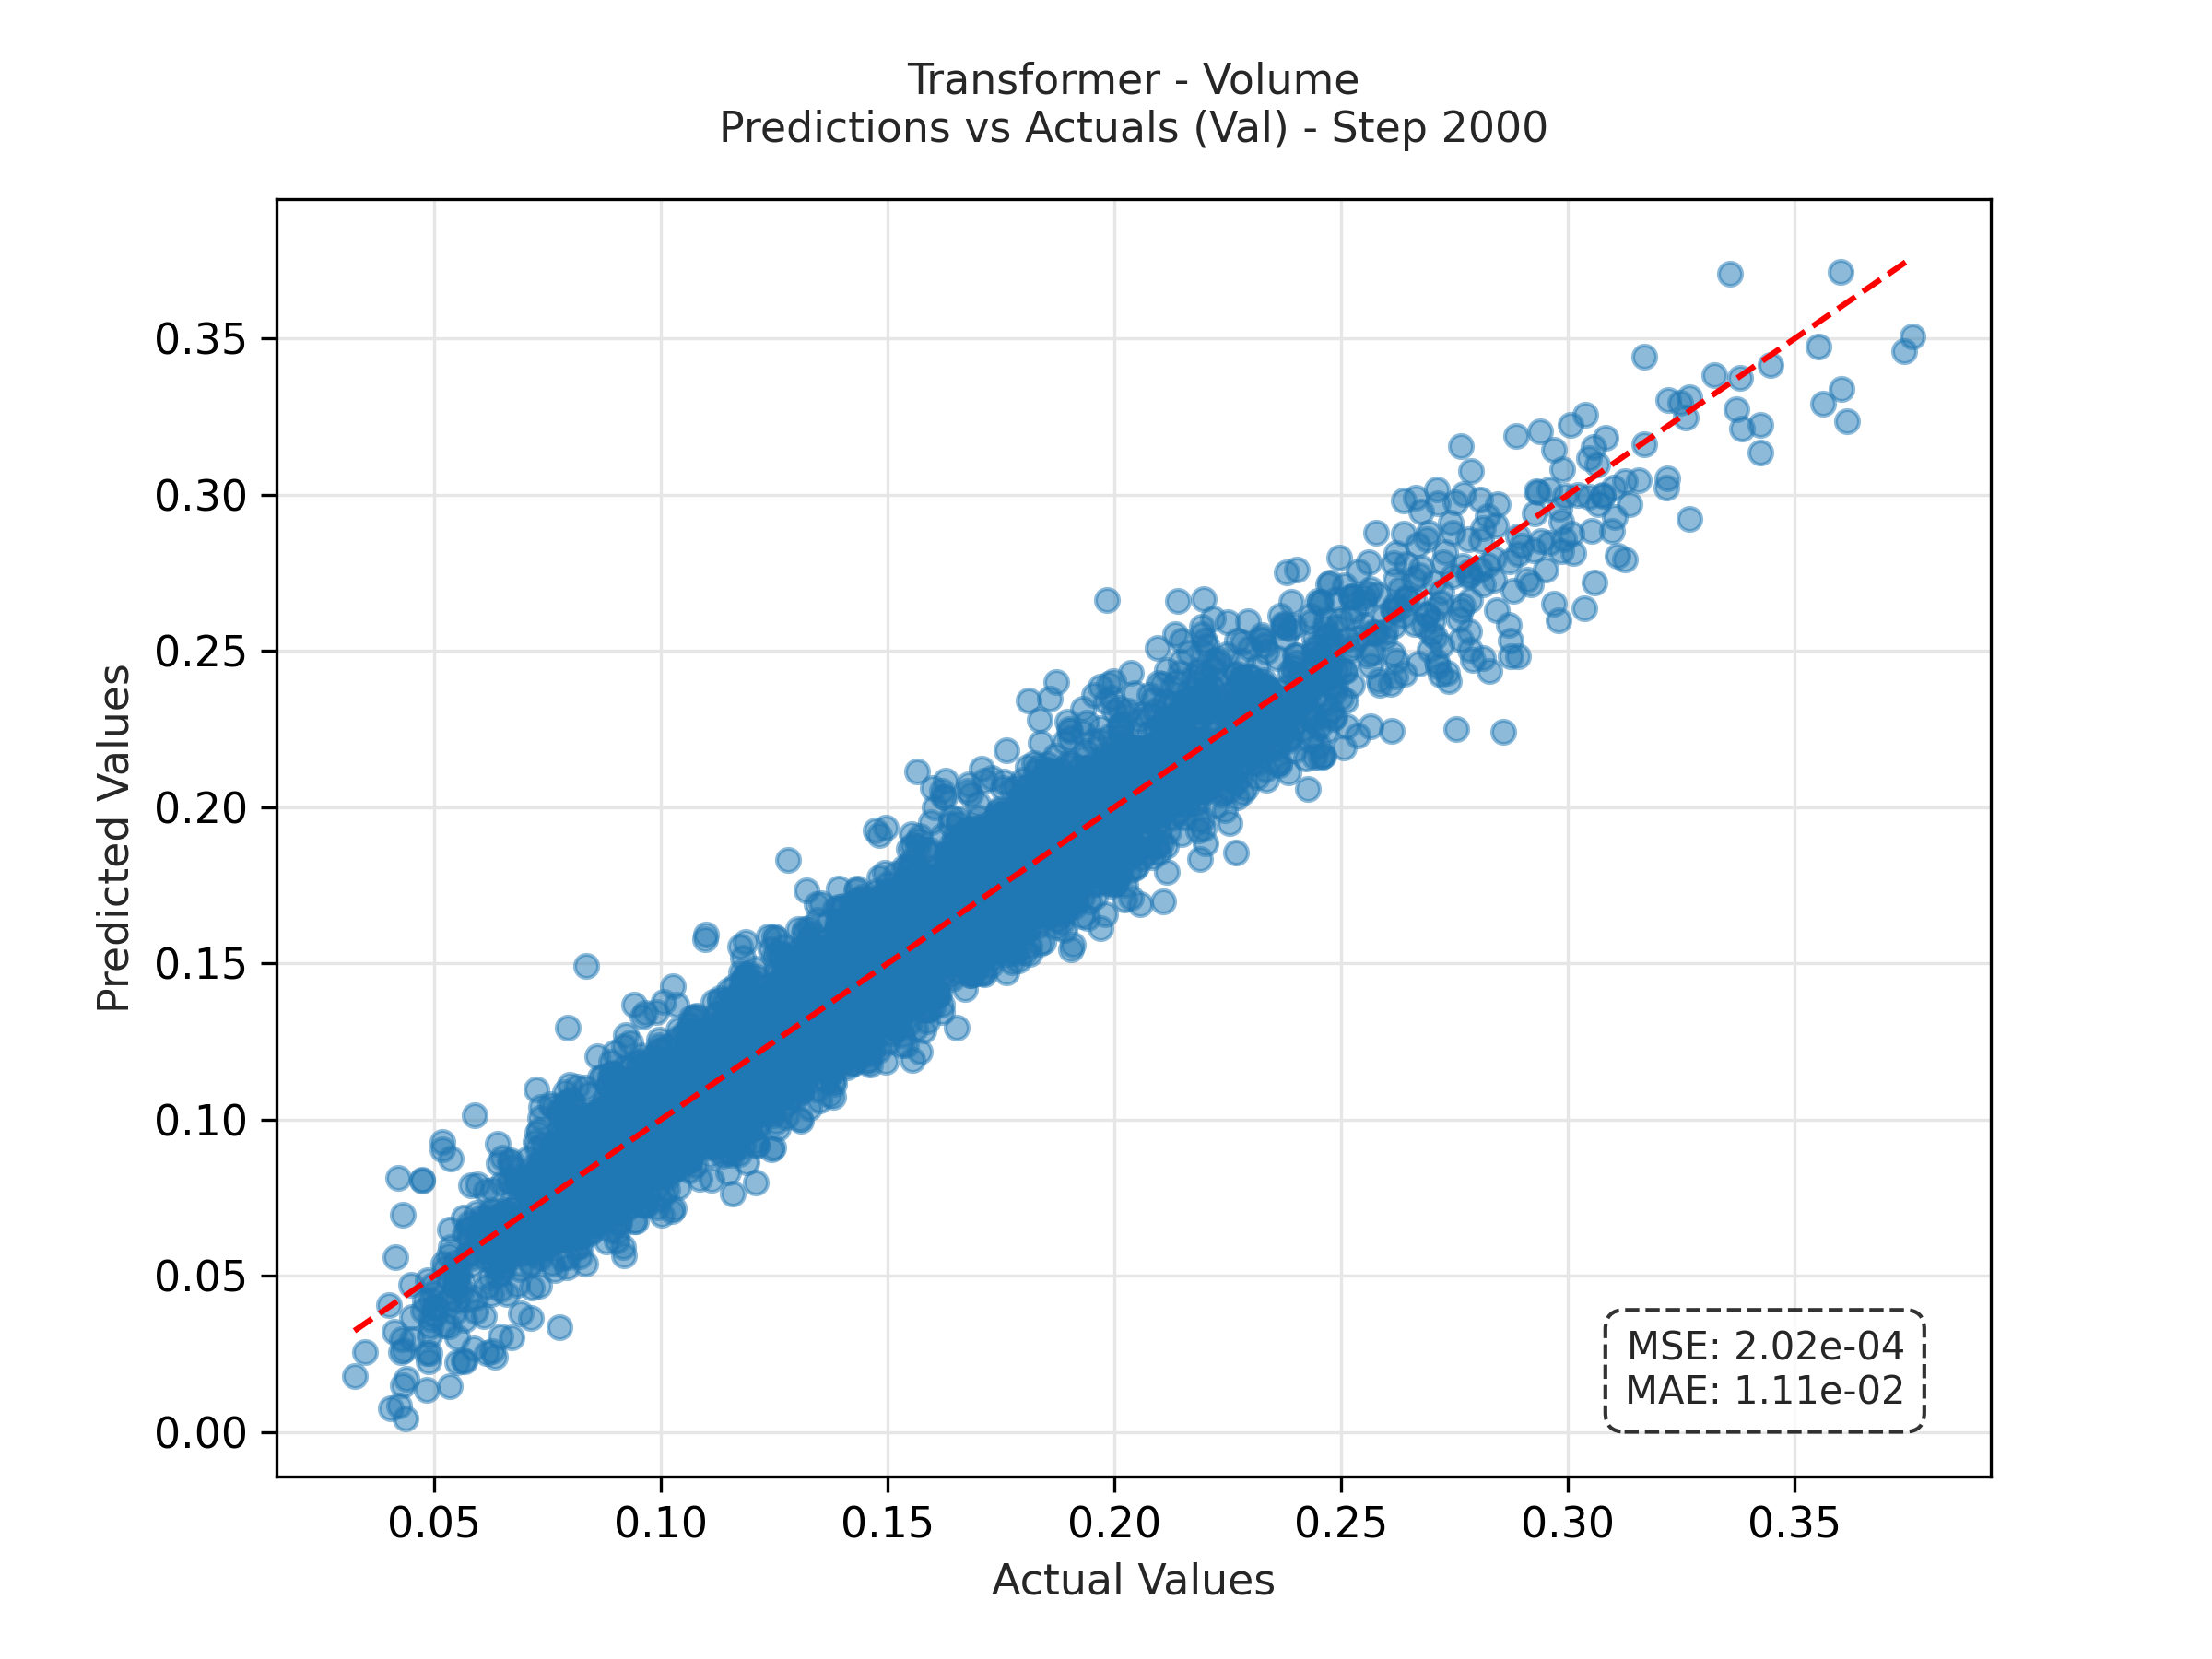 Transformer - Volume
Predictions vs Actuals (Val) - Step 2000
Predicted Values
0.35
0.30
0.25
0.20
0.15
0.10
0.05
0.00
MSE: 2.02e-04
MAE: 1.11e-02
0.05 0.10 0.15 0.20 0.25 0.30 0.35
Actual Values